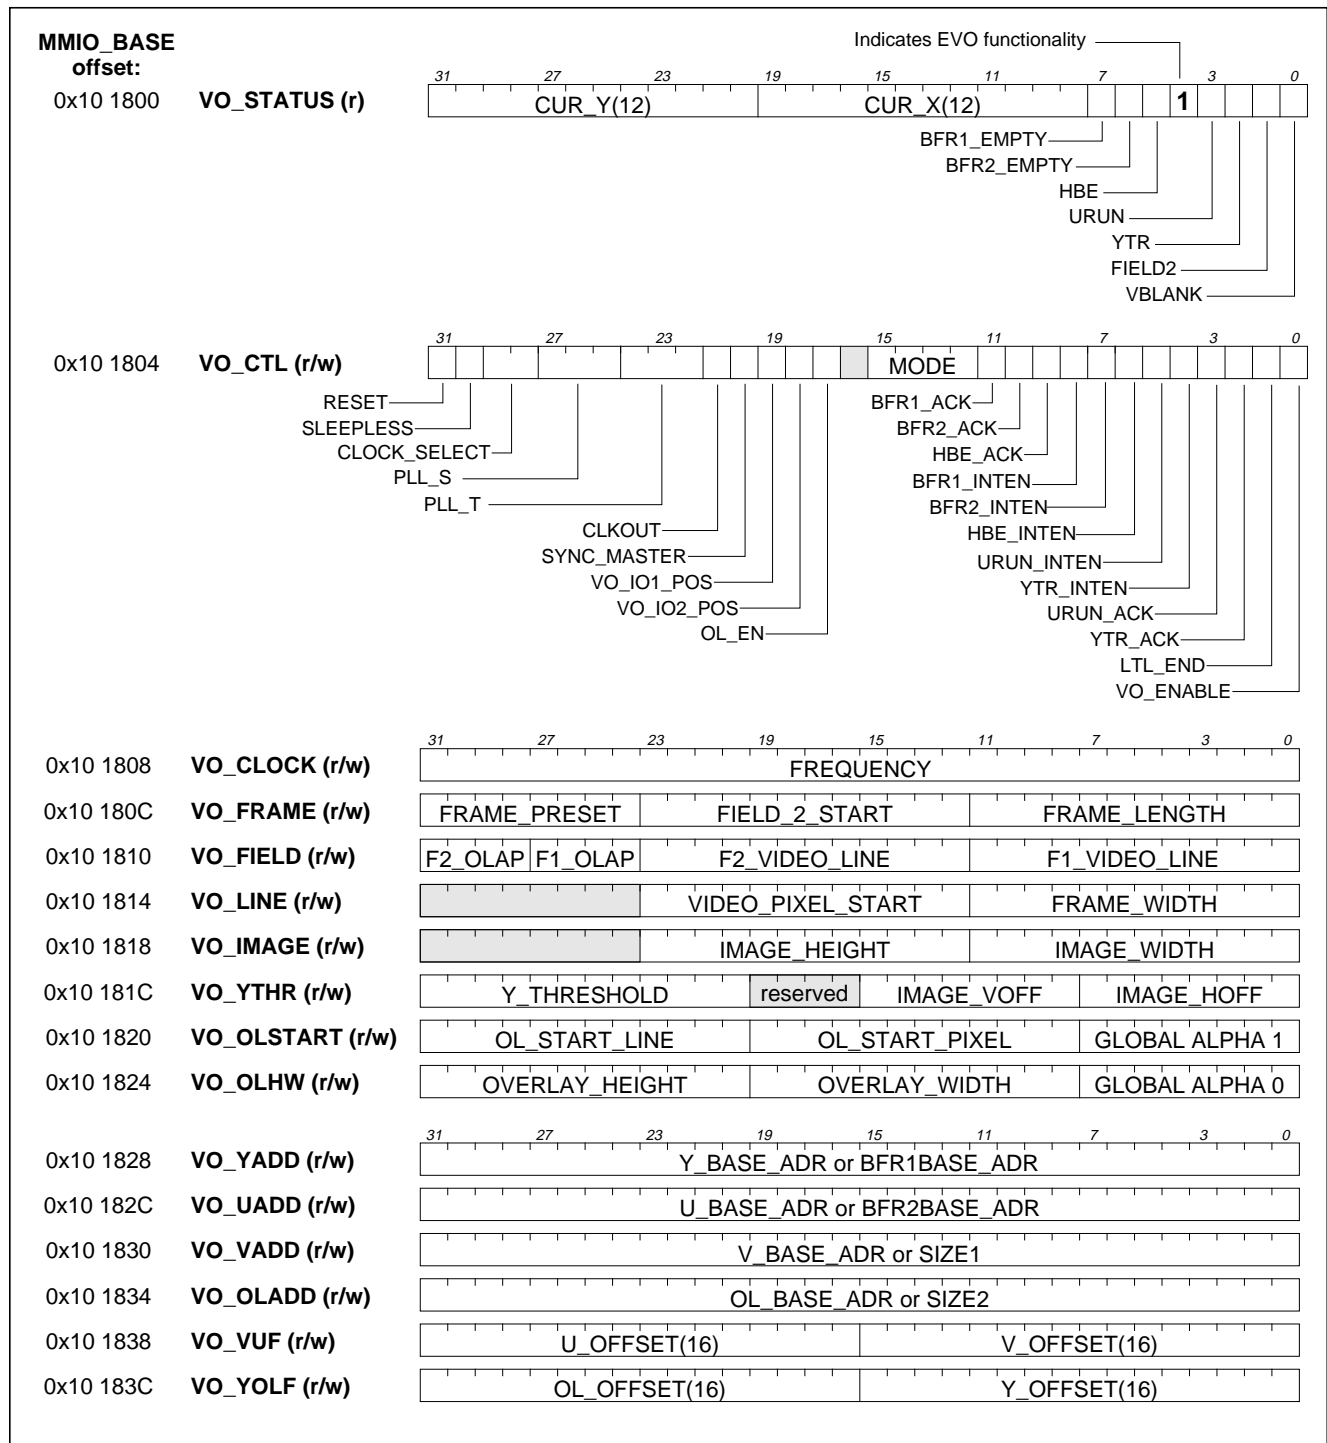 MMIO_BASE
offset:
Indicates EVO functionality
31 27 23 19 15 11 7 3 0
0x10 1800 VO_STATUS (r) CUR_Y(12) CUR_X(12) 1
BFR1_EMPTY
BFR2_EMPTY
HBE
URUN
YTR
FIELD2
VBLANK
31 27 23 19 15 11 7 3 0
0x10 1804 VO_CTL (r/w) MODE
RESET BFR1_ACK
SLEEPLESS BFR2_ACK
CLOCK_SELECT HBE_ACK
PLL_S BFR1_INTEN
PLL_T BFR2_INTEN
CLKOUT HBE_INTEN
SYNC_MASTER URUN_INTEN
VO_IO1_POS YTR_INTEN
VO_IO2_POS URUN_ACK
OL_EN YTR_ACK
LTL_END
VO_ENABLE
31 27 23 19 15 11 7 3 0
0x10 1808 VO_CLOCK (r/w) FREQUENCY
0x10 180C VO_FRAME (r/w) FRAME_PRESET FIELD_2_START FRAME_LENGTH
0x10 1810 VO_FIELD (r/w) F2_OLAP F1_OLAP F2_VIDEO_LINE F1_VIDEO_LINE
0x10 1814 VO_LINE (r/w) VIDEO_PIXEL_START FRAME_WIDTH
0x10 1818 VO_IMAGE (r/w) IMAGE_HEIGHT IMAGE_WIDTH
0x10 181C VO_YTHR (r/w) Y_THRESHOLD reserved IMAGE_VOFF IMAGE_HOFF
0x10 1820 VO_OLSTART (r/w) OL_START_LINE OL_START_PIXEL GLOBAL ALPHA 1
0x10 1824 VO_OLHW (r/w) OVERLAY_HEIGHT OVERLAY_WIDTH GLOBAL ALPHA 0
31 27 23 19 15 11 7 3 0
0x10 1828 VO_YADD (r/w) Y_BASE_ADR or BFR1BASE_ADR
0x10 182C VO_UADD (r/w) U_BASE_ADR or BFR2BASE_ADR
0x10 1830 VO_VADD (r/w) V_BASE_ADR or SIZE1
0x10 1834 VO_OLADD (r/w) OL_BASE_ADR or SIZE2
0x10 1838 VO_VUF (r/w) U_OFFSET(16) V_OFFSET(16)
0x10 183C VO_YOLF (r/w) OL_OFFSET(16) Y_OFFSET(16)